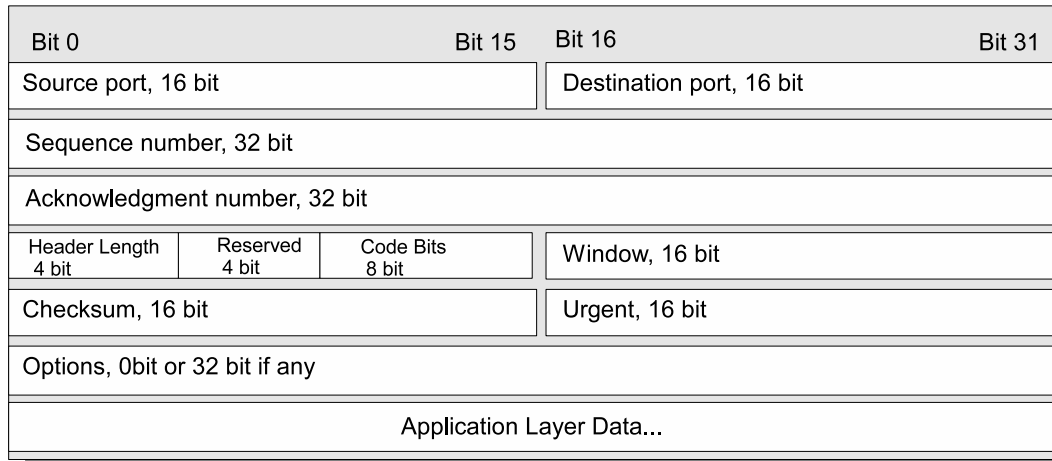 Bit 0 Bit 15 Bit 16 Bit 31
Source port, 16 bit Destination port, 16 bit
Sequence number, 32 bit
Acknowledgment number, 32 bit
Header Length
4 bit
Reserved
4 bit
Code Bits
8 bit
Window, 16 bit
Checksum, 16 bit Urgent, 16 bit
Options, 0bit or 32 bit if any
Application Layer Data...